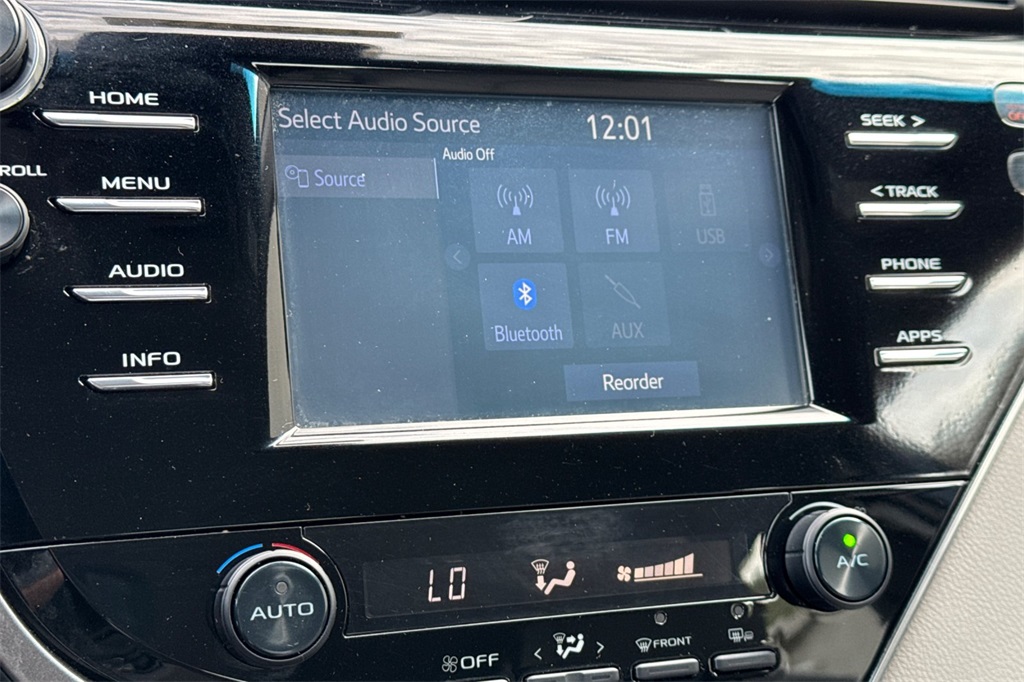 HOME
MENU
AUDIO
INFO
ROLL
Select Audio Source
12:01
Source
Audio Off
AM
FM
USB
Bluetooth
AUX
Reorder
SEEK >
< TRACK
PHONE
APPS
AUTO
LO
A/C
OFF
< >
FRONT